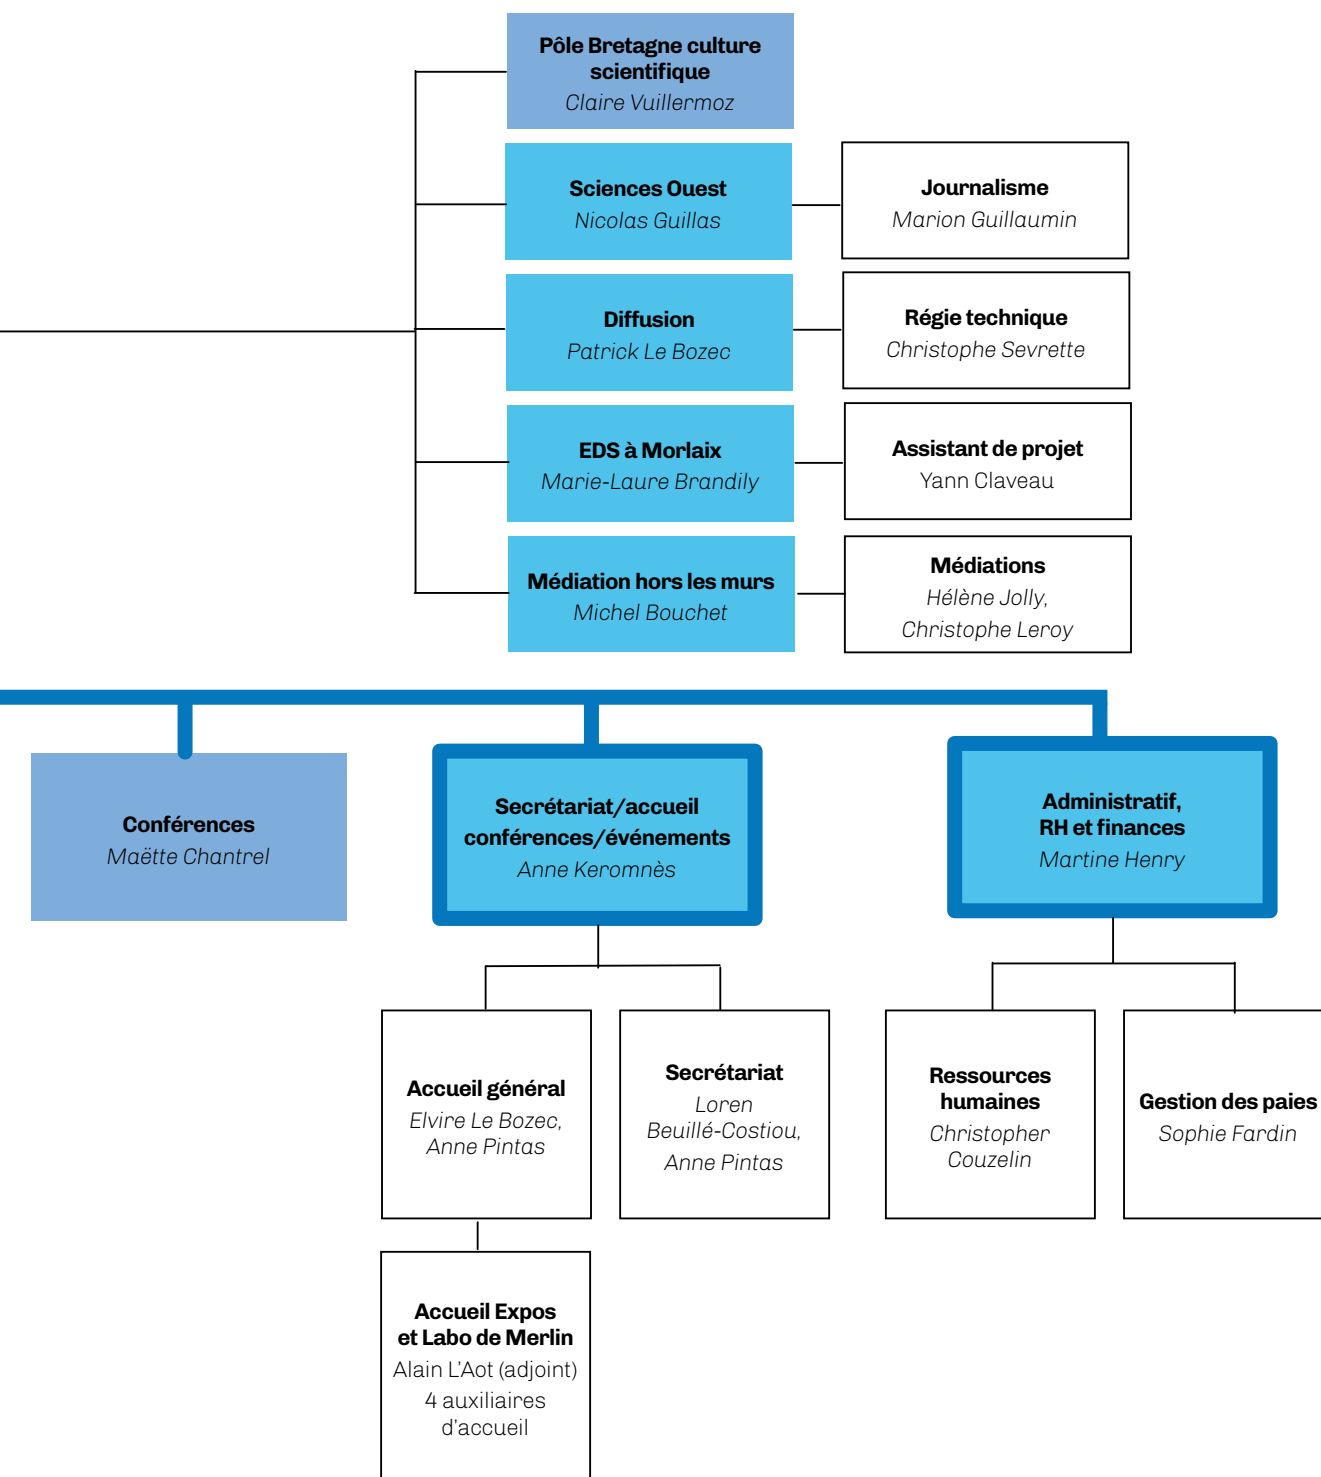 Pôle Bretagne culture
scientifique
Claire Vuillermoz
Sciences Ouest
Nicolas Guillas
Journalisme
Marion Guillaumin
Diffusion
Patrick Le Bozec
Régie technique
Christophe Sevrette
EDS à Morlaix
Marie-Laure Brandily
Assistant de projet
Yann Claveau
Médiation hors les murs
Michel Bouchet
Médiations
Hélène Jolly,
Christophe Leroy
Conférences
Maëtte Chantrel
Secrétariat/accueil
conférences/événements
Anne Keromnès
Administratif,
RH et finances
Martine Henry
Accueil général
Elvire Le Bozec,
Anne Pintas
Secrétariat
Loren
Beuillé-Costiou,
Anne Pintas
Ressources
humaines
Christopher
Couzelin
Gestion des paies
Sophie Fardin
Accueil Expos
et Labo de Merlin
Alain L'Aot (adjoint)
4 auxiliaires
d'accueil